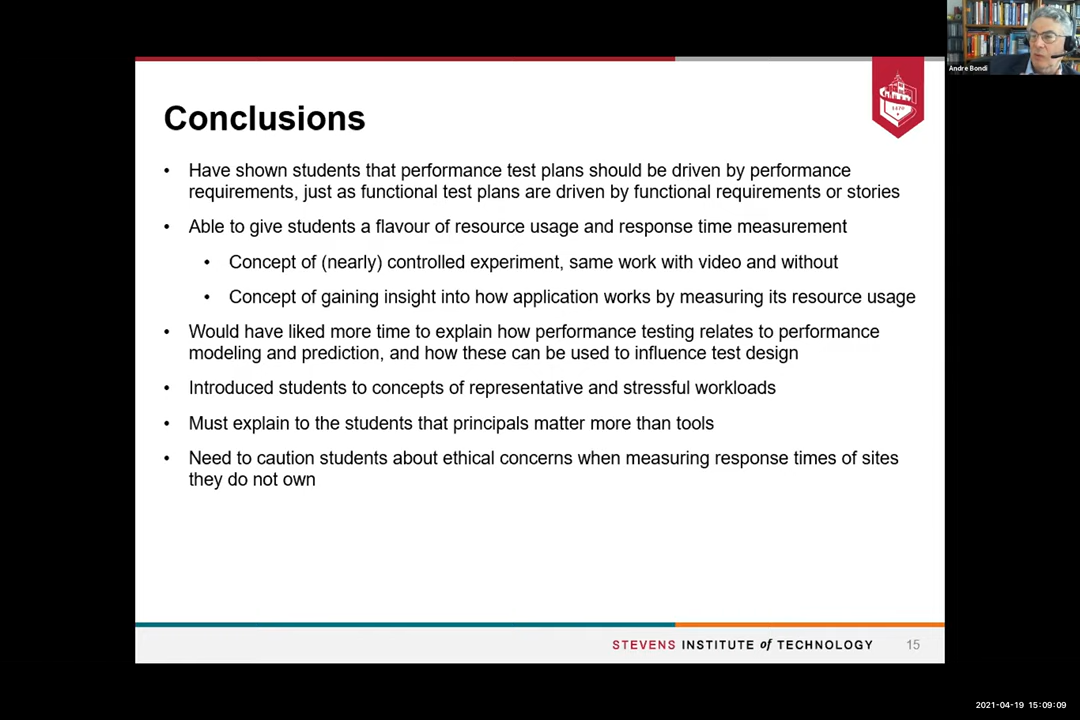 André Bondi
Conclusions
• Have shown students that performance test plans should be driven by performance
requirements, just as functional test plans are driven by functional requirements or stories
• Able to give students a flavour of resource usage and response time measurement
• Concept of (nearly) controlled experiment, same work with video and without
• Concept of gaining insight into how application works by measuring its resource usage
• Would have liked more time to explain how performance testing relates to performance
modeling and prediction, and how these can be used to influence test design
• Introduced students to concepts of representative and stressful workloads
• Must explain to the students that principals matter more than tools
• Need to caution students about ethical concerns when measuring response times of sites
they do not own
1870
STEVENS INSTITUTE of TECHNOLOGY 15
2021-04-19 15:09:09